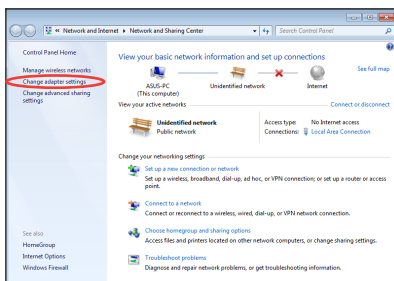 « Network and Internet ▸ Network and Sharing Center
Search Control Panel
Control Panel Home
Manage wireless networks
Change adapter settings
Change advanced sharing
settings
See also
HomeGroup
Internet Options
Windows Firewall
View your basic network information and set up connections
See full map
ASUS-PC
(This computer)
Unidentified network
Internet
View your active networks
Connect or disconnect
Unidentified network
Public network
Access type: No Internet access
Connections: Local Area Connection
Change your networking settings
Set up a new connection or network
Set up a wireless, broadband, dial-up, ad hoc, or VPN connection; or set up a router or access
point.
Connect to a network
Connect or reconnect to a wireless, wired, dial-up, or VPN network connection.
Choose homegroup and sharing options
Access files and printers located on other network computers, or change sharing settings.
Troubleshoot problems
Diagnose and repair network problems, or get troubleshooting information.